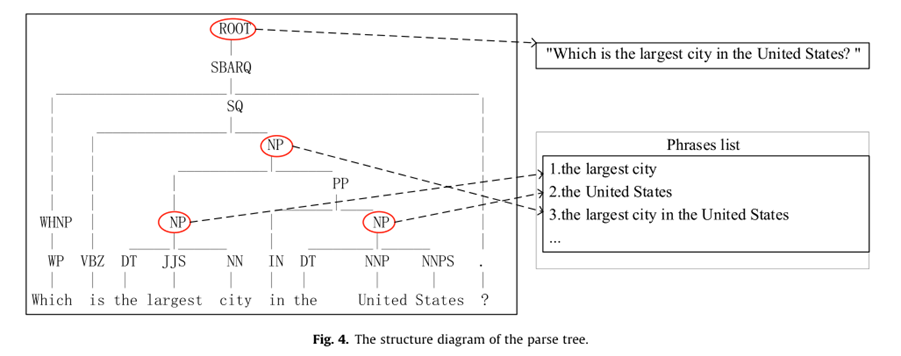 ROOT
"Which is the largest city in the United States? "
SBARQ
SQ
NP
Phrases list
1.the largest city
PP
2.the United States
WHNP NP NP
3.the largest city in the United States
...
WP VBZ DT JJS NN IN DT NNP NNPS .
Which is the largest city in the United States ?
Fig. 4. The structure diagram of the parse tree.